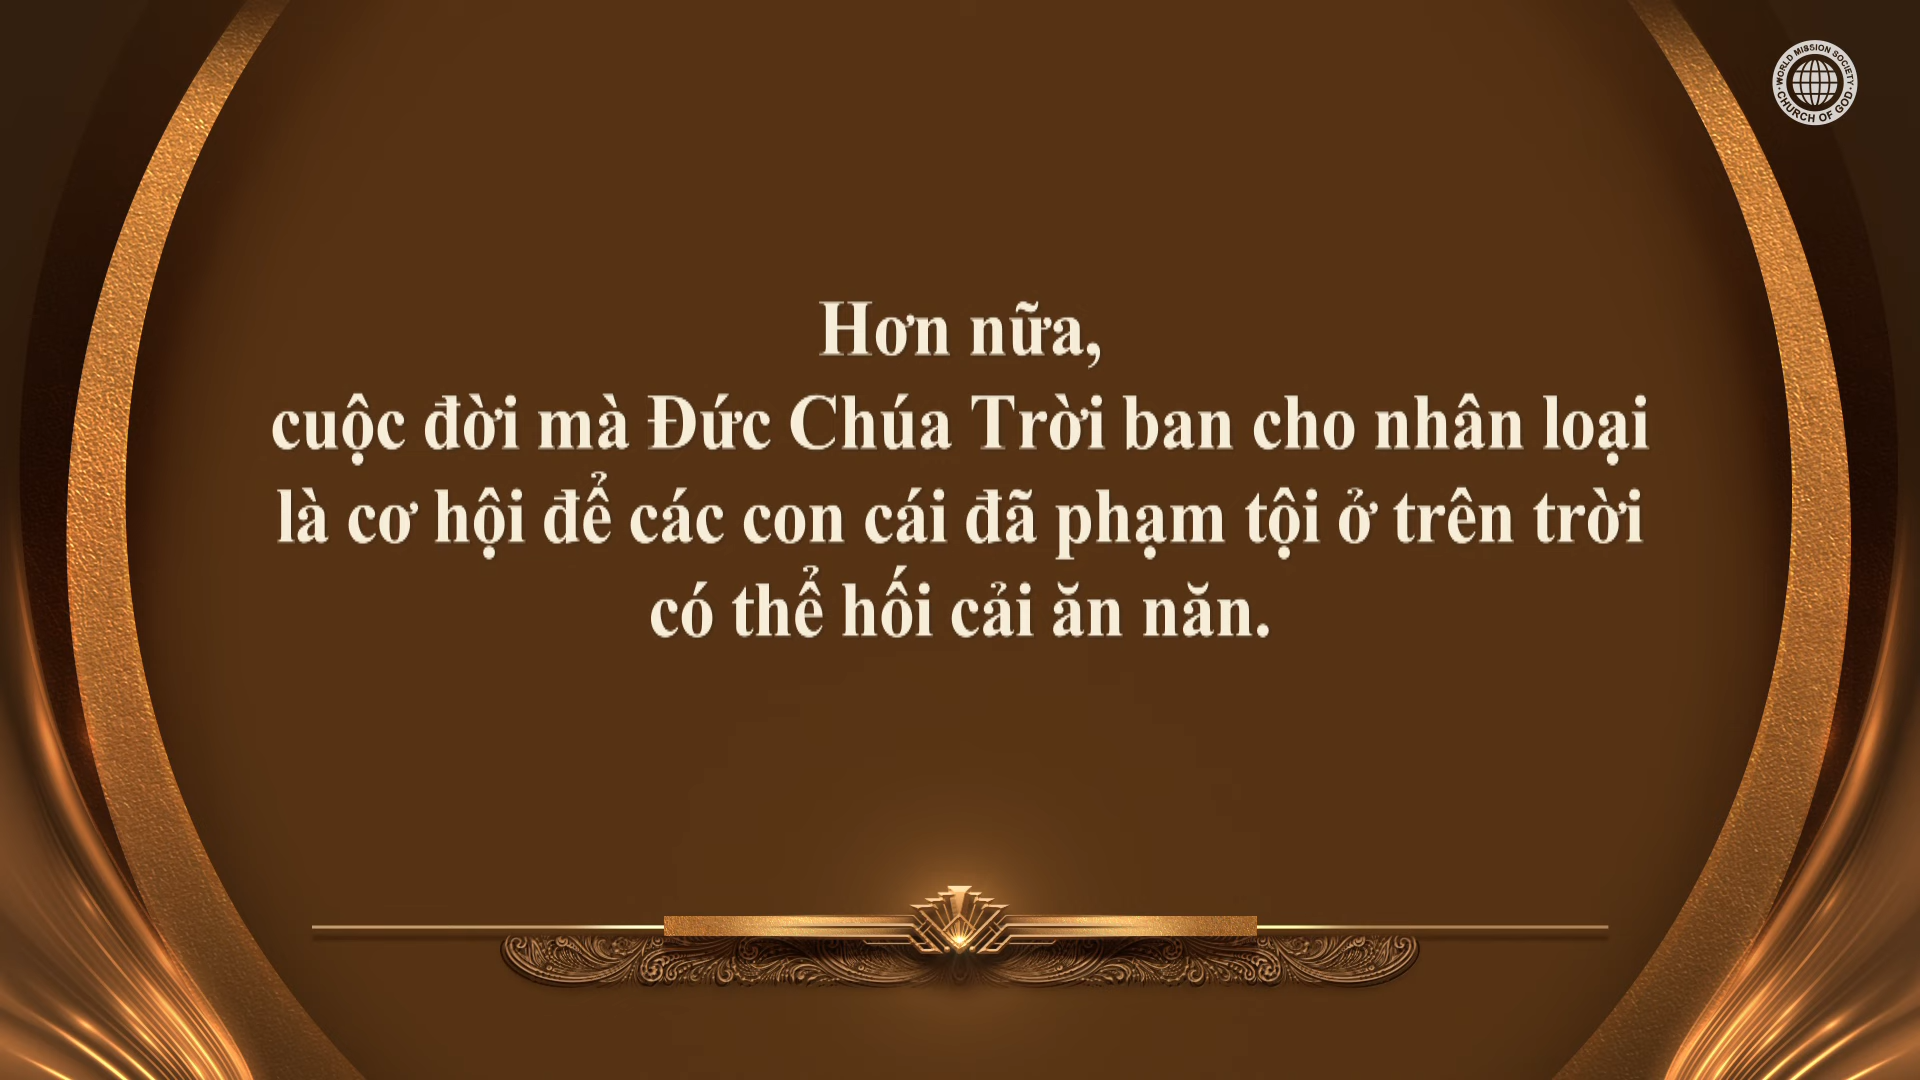 WORLD MISSION SOCIETY
CHURCH OF GOD
Hơn nữa,
cuộc đời mà Đức Chúa Trời ban cho nhân loại
là cơ hội để các con cái đã phạm tội ở trên trời
có thể hối cải ăn năn.